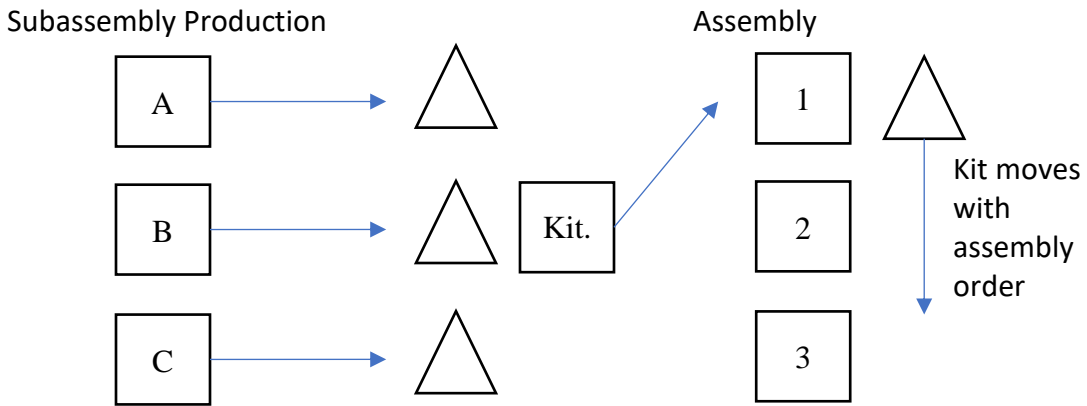 Subassembly Production
Assembly
A
1
Kit moves
with
assembly
order
B
Kit.
2
C
3